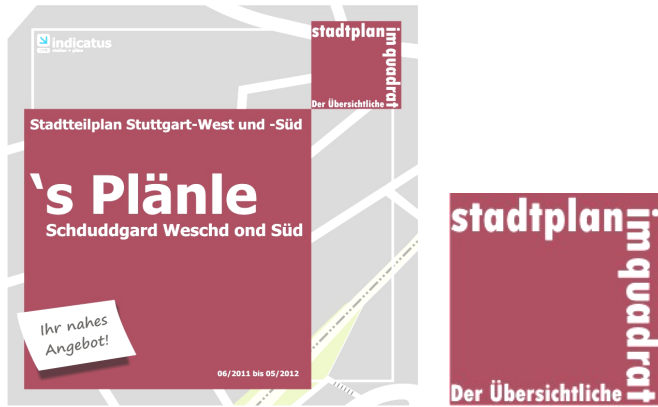 indicatus
stadtplan
im quadrat
Der Übersichtliche
Stadtteilplan Stuttgart-West und -Süd
‘s Plänle
Schduddgard Weschd ond Süd
Ihr nahes
Angebot!
06/2011 bis 05/2012
stadtplan
im quadrat
Der Übersichtliche